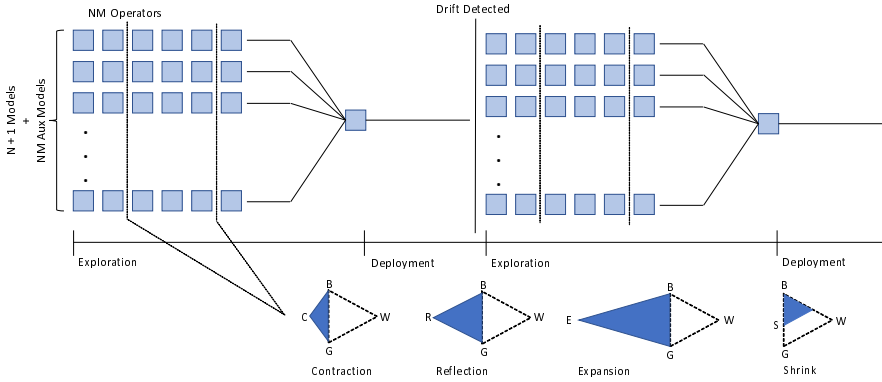 NM Operators
Drift Detected
N + 1 Models
+
NM Aux Models
Exploration
Deployment
Exploration
Deployment
B
C
W
G
Contraction
B
R
W
G
Reflection
B
E
W
G
Expansion
B
S
W
G
Shrink